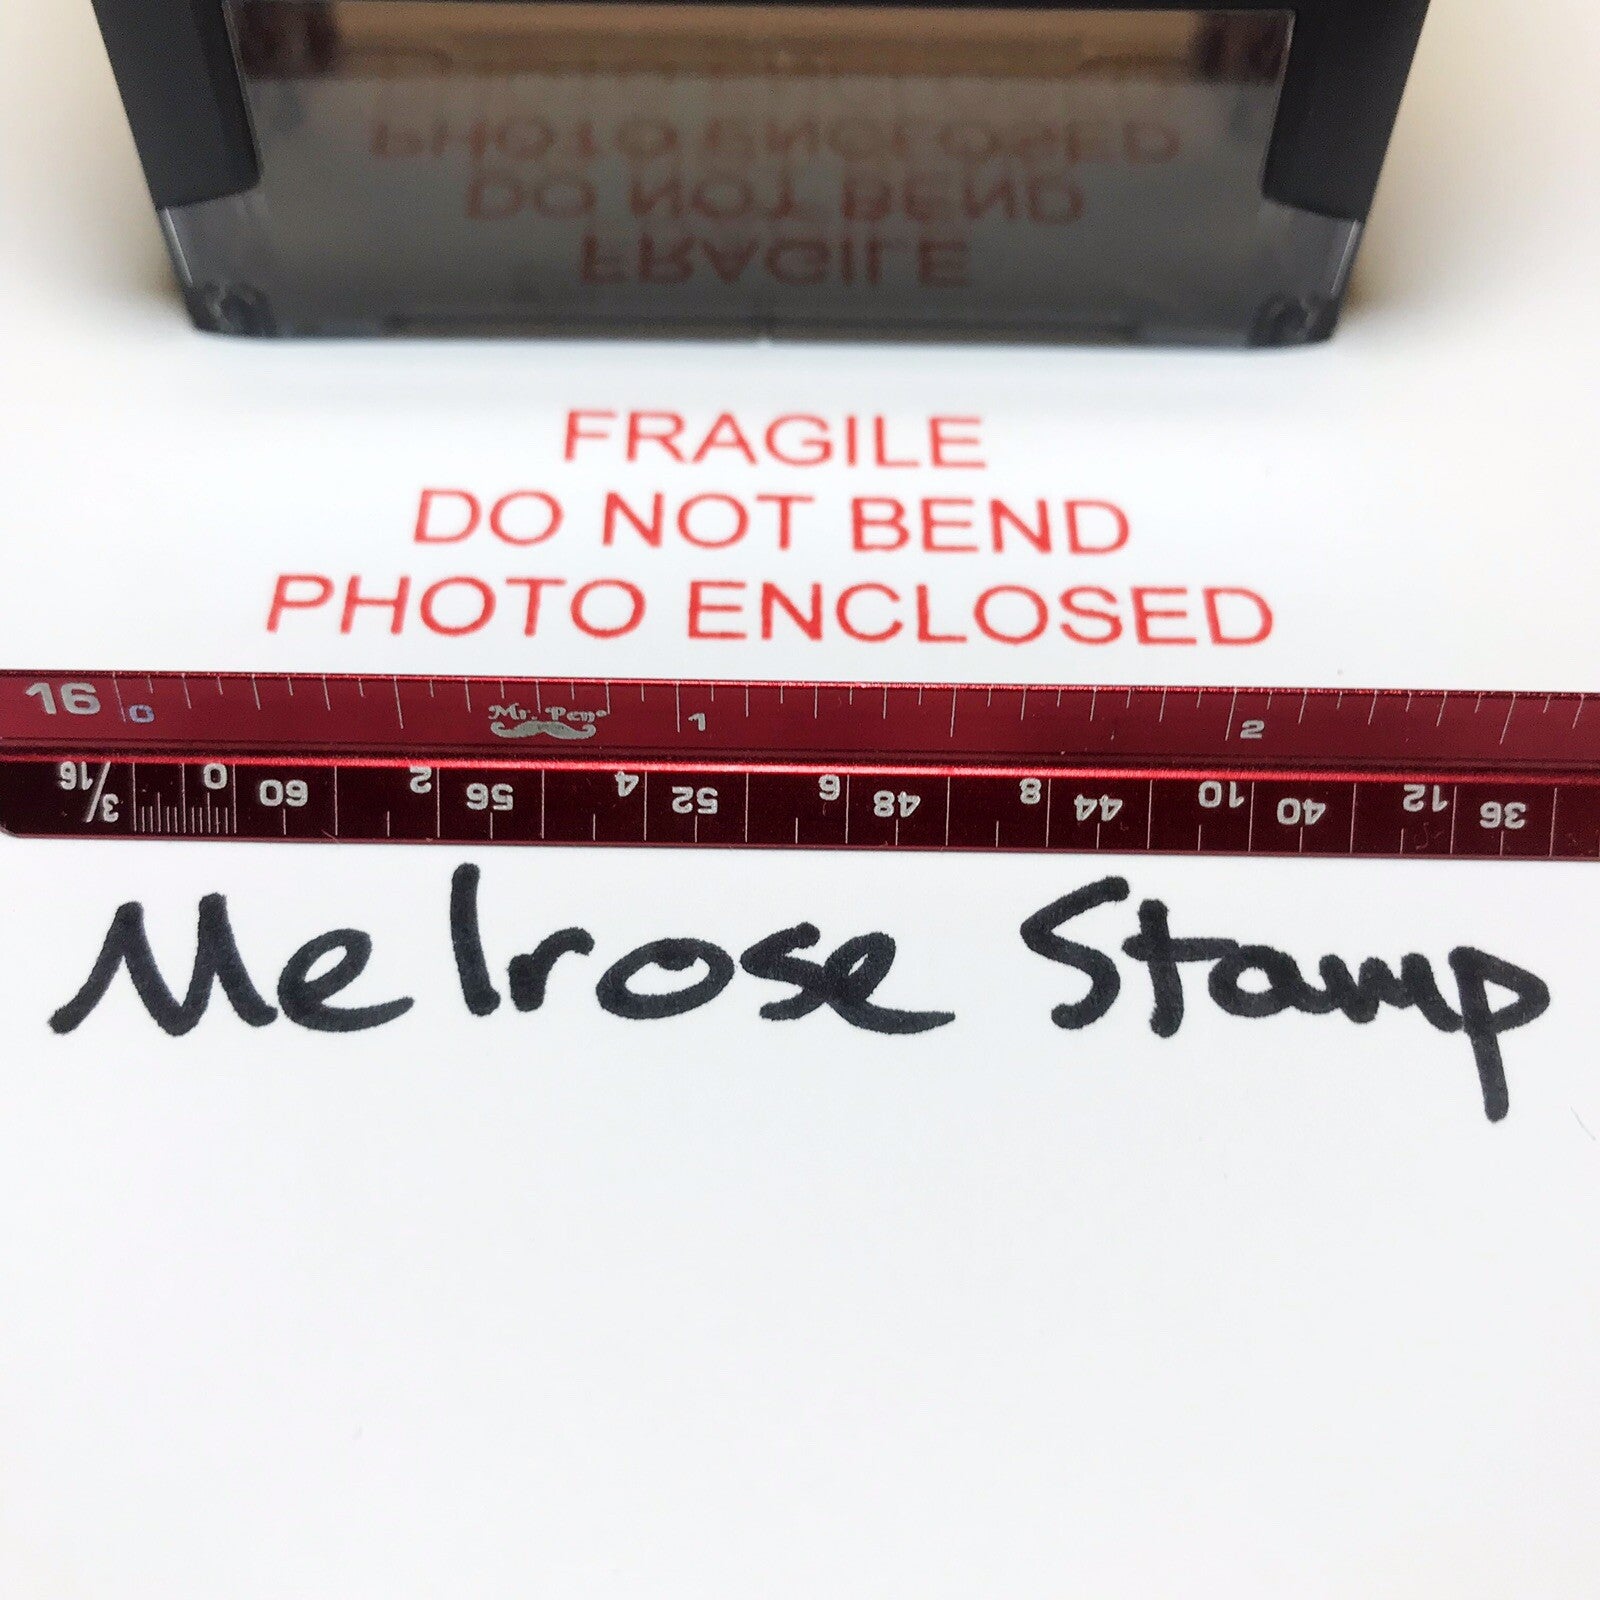 PHOTO ENCLOSED
DO NOT BEND
FRAGILE
FRAGILE
DO NOT BEND
PHOTO ENCLOSED
16 0 Mr. Pen® 1 2
3/16 0 60 2 56 4 52 6 48 8 44 10 40 12 36
Melrose Stamp